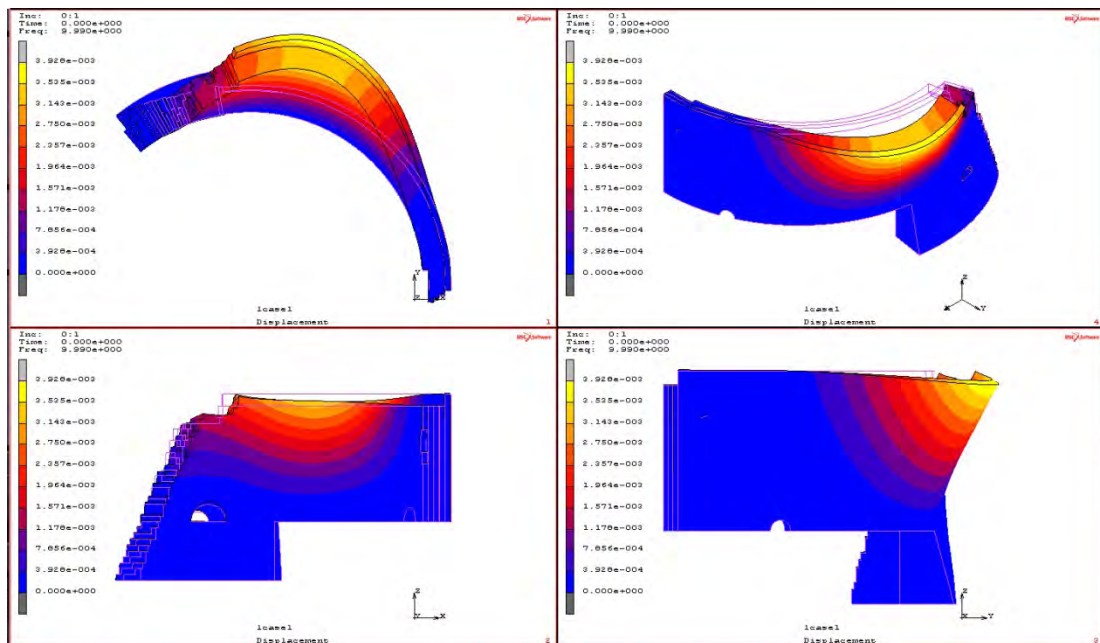 Inc: 0:1
Time: 0.000e+000
Freq: 9.990e+000
3.928e-003
3.535e-003
3.143e-003
2.750e-003
2.357e-003
1.964e-003
1.571e-003
1.178e-003
7.856e-004
3.928e-004
0.000e+000
Y
Z X
lcase1
Displacement
1
Inc: 0:1
Time: 0.000e+000
Freq: 9.990e+000
3.928e-003
3.535e-003
3.143e-003
2.750e-003
2.357e-003
1.964e-003
1.571e-003
1.178e-003
7.856e-004
3.928e-004
0.000e+000
Z
X Y
lcase1
Displacement
4
Inc: 0:1
Time: 0.000e+000
Freq: 9.990e+000
3.928e-003
3.535e-003
3.143e-003
2.750e-003
2.357e-003
1.964e-003
1.571e-003
1.178e-003
7.856e-004
3.928e-004
0.000e+000
Z
Y X
lcase1
Displacement
2
Inc: 0:1
Time: 0.000e+000
Freq: 9.990e+000
3.928e-003
3.535e-003
3.143e-003
2.750e-003
2.357e-003
1.964e-003
1.571e-003
1.178e-003
7.856e-004
3.928e-004
0.000e+000
Z
X Y
lcase1
Displacement
3